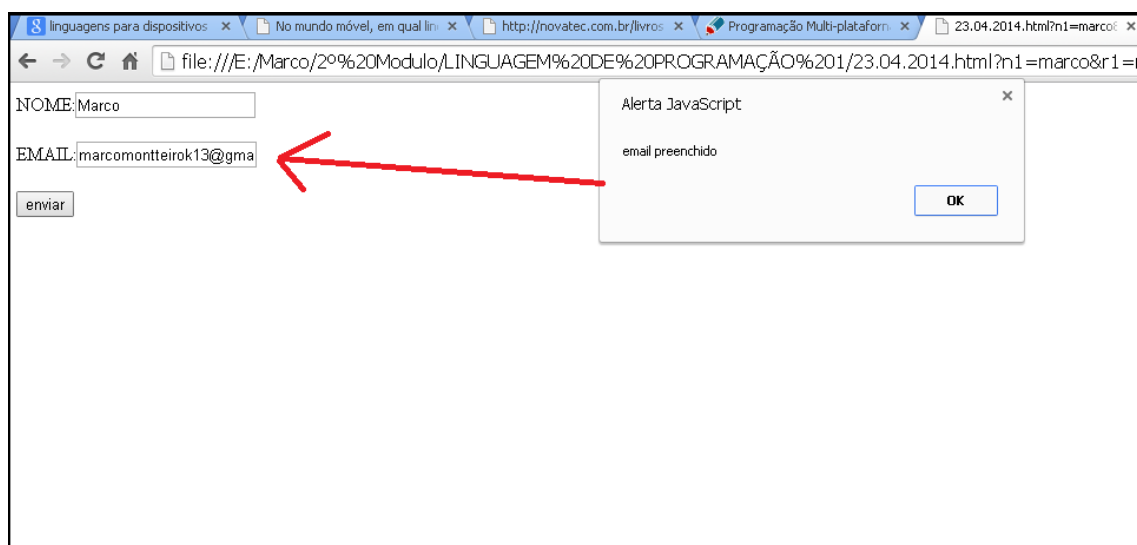 linguagens para dispositivos
No mundo móvel, em qual lin
http://novatec.com.br/livros
Programação Multi-plataform
23.04.2014.html?n1=marco
file:///E:/Marco/2º%20Modulo/LINGUAGEM%20DE%20PROGRAMAÇÃO%201/23.04.2014.html?n1=marco&r1=
NOME: Marco
Alerta JavaScript
EMAIL: marcomontteirok13@gma
email preenchido
enviar
OK